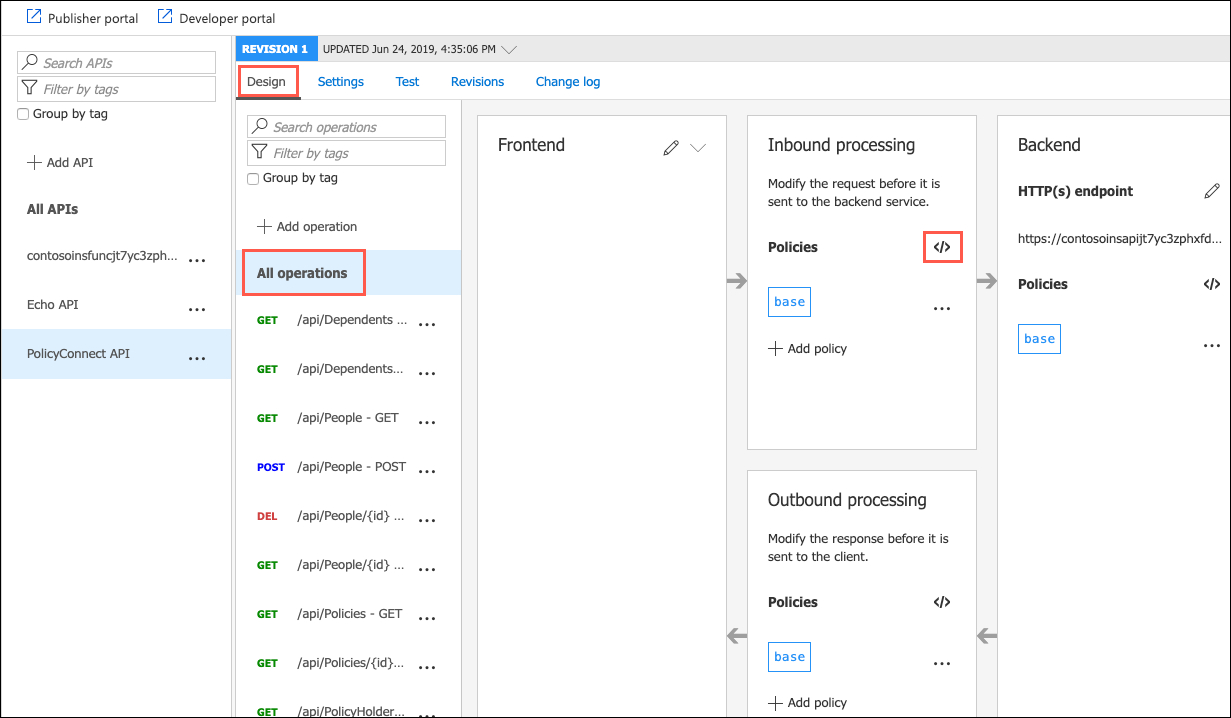 Publisher portal
Developer portal
Search APIs
Filter by tags
Group by tag
Add API
All APIs
contosoinsfuncjt7yc3zph...
Echo API
PolicyConnect API
REVISION 1 UPDATED Jun 24, 2019, 4:35:06 PM
Design
Settings
Test
Revisions
Change log
Search operations
Filter by tags
Group by tag
Add operation
All operations
GET /api/Dependents ...
GET /api/Dependents...
GET /api/People - GET
POST /api/People - POST
DEL /api/People/{id} ...
GET /api/People/{id} ...
GET /api/Policies - GET
GET /api/Policies/{id}...
GET /api/PolicyHolder...
Frontend
Inbound processing
Modify the request before it is
sent to the backend service.
Policies </>
base
Add policy
Outbound processing
Modify the response before it is
sent to the client.
Policies </>
base
Add policy
Backend
HTTP(s) endpoint
https://contosoinsapijt7yc3zphxfd...
Policies </>
base